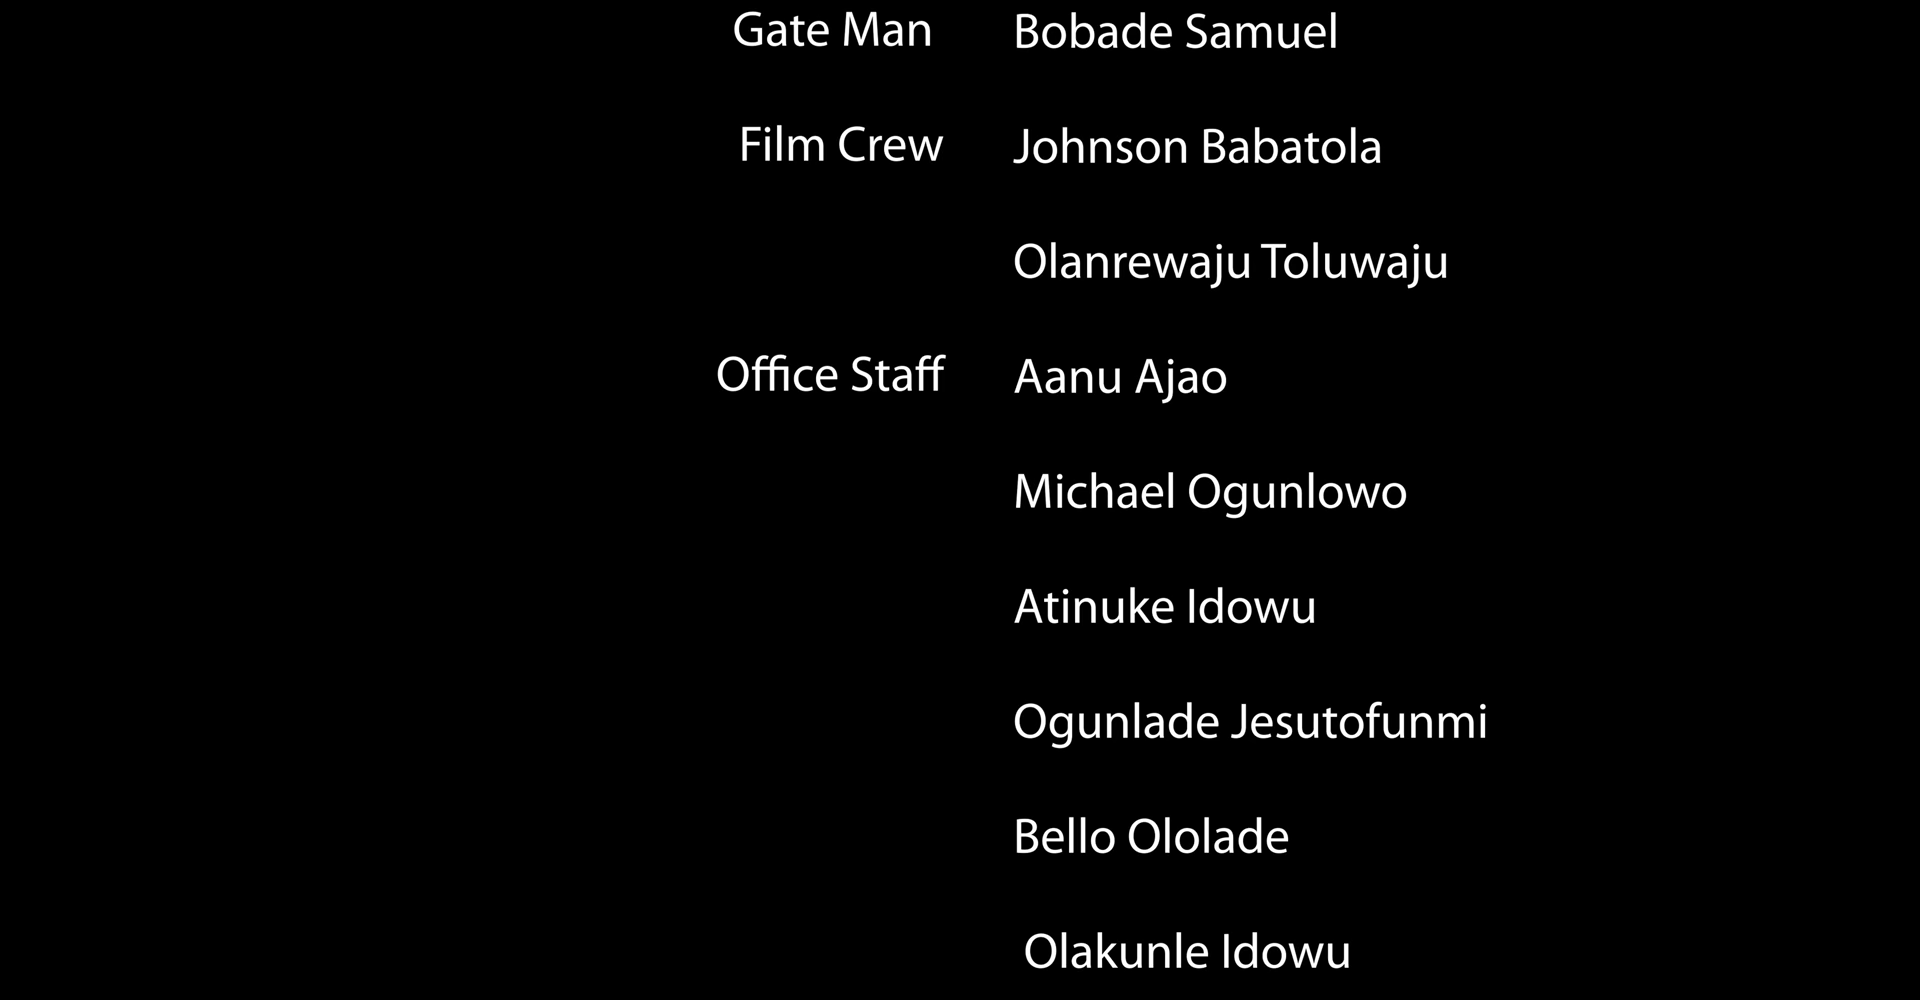 Gate Man Bobade Samuel
Film Crew Johnson Babatola
Olanrewaju Toluwaju
Office Staff Aanu Ajao
Michael Ogunlowo
Atinuke Idowu
Ogunlade Jesutofunmi
Bello Ololade
Olakunle Idowu